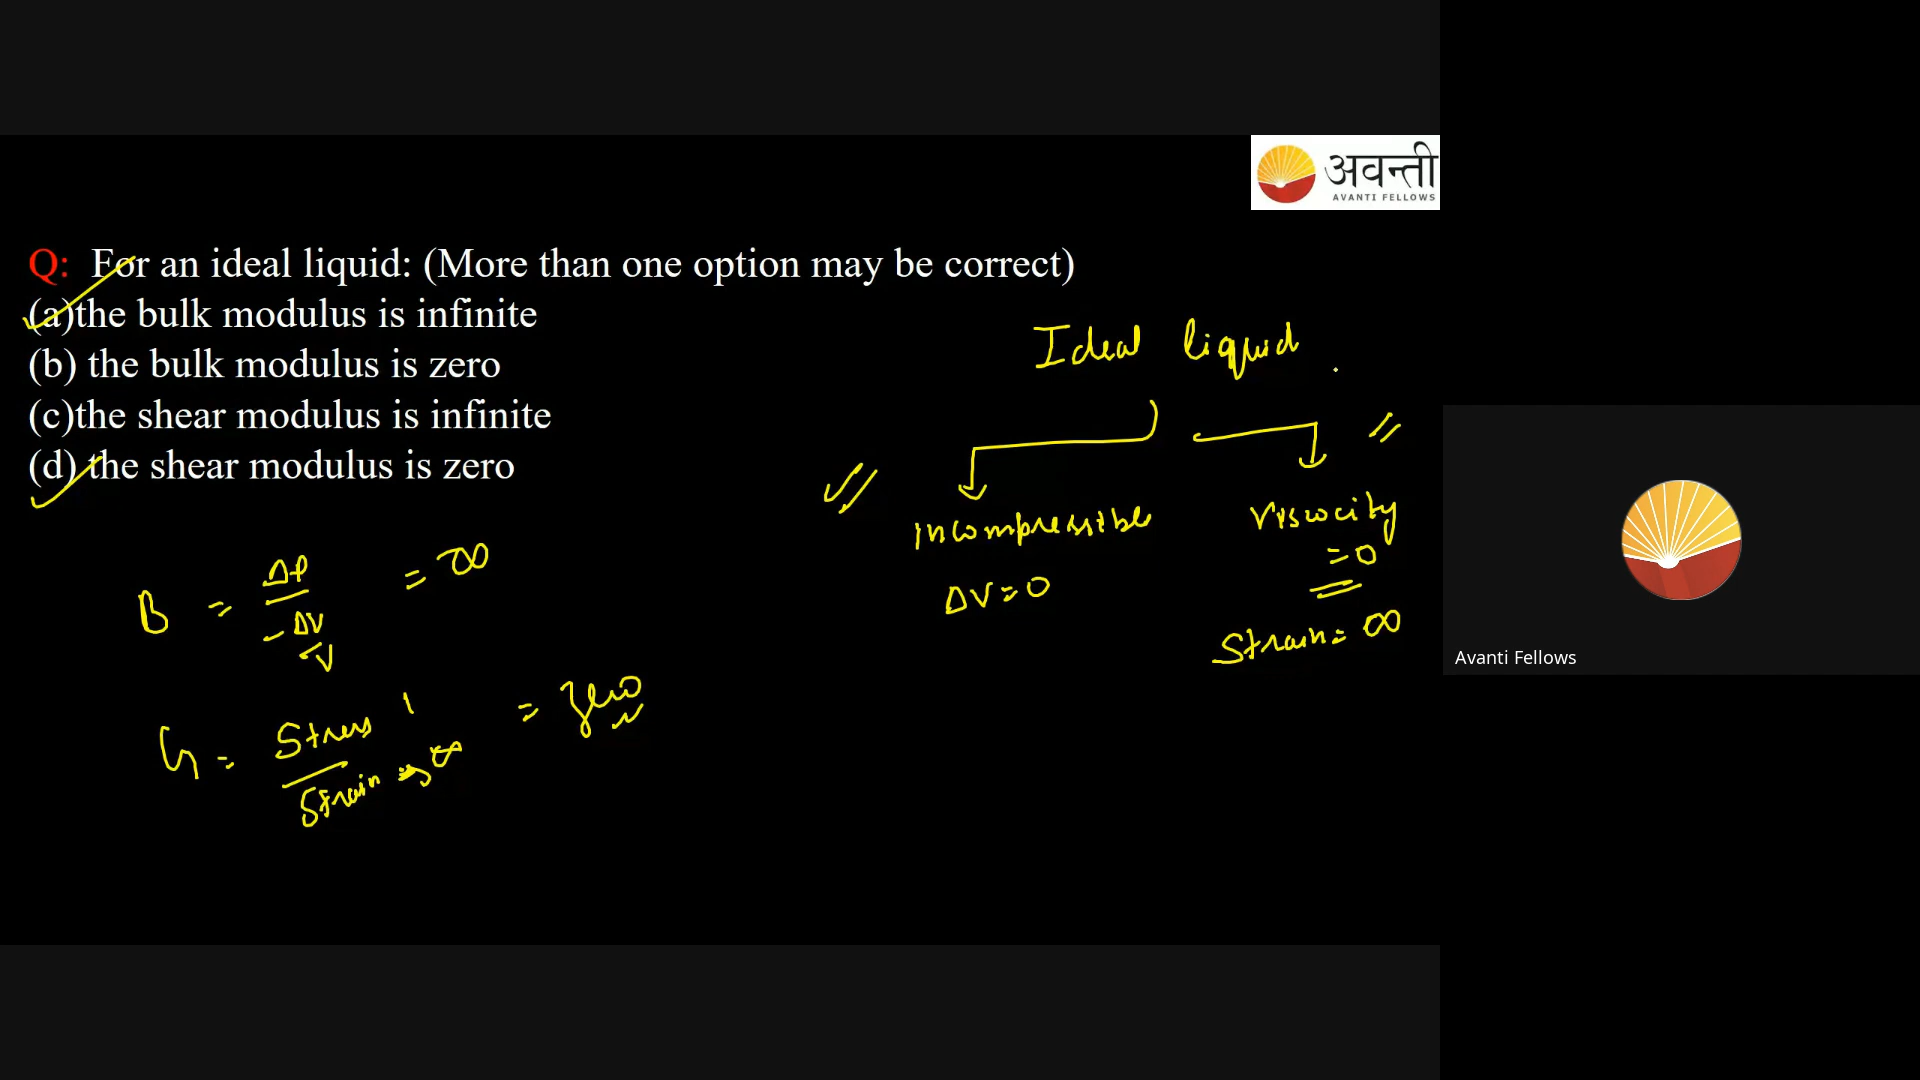 अवन्ती
AVANTI FELLOWS
Q: For an ideal liquid: (More than one option may be correct)
(a)the bulk modulus is infinite
(b) the bulk modulus is zero
(c)the shear modulus is infinite
(d) the shear modulus is zero
Ideal liquid
Incompressible
ΔV = 0
Viscocity
= 0
Strain = ∞
B = ΔP / -ΔV/V = ∞
G = Stress / Strain → ∞ = zero
Avanti Fellows